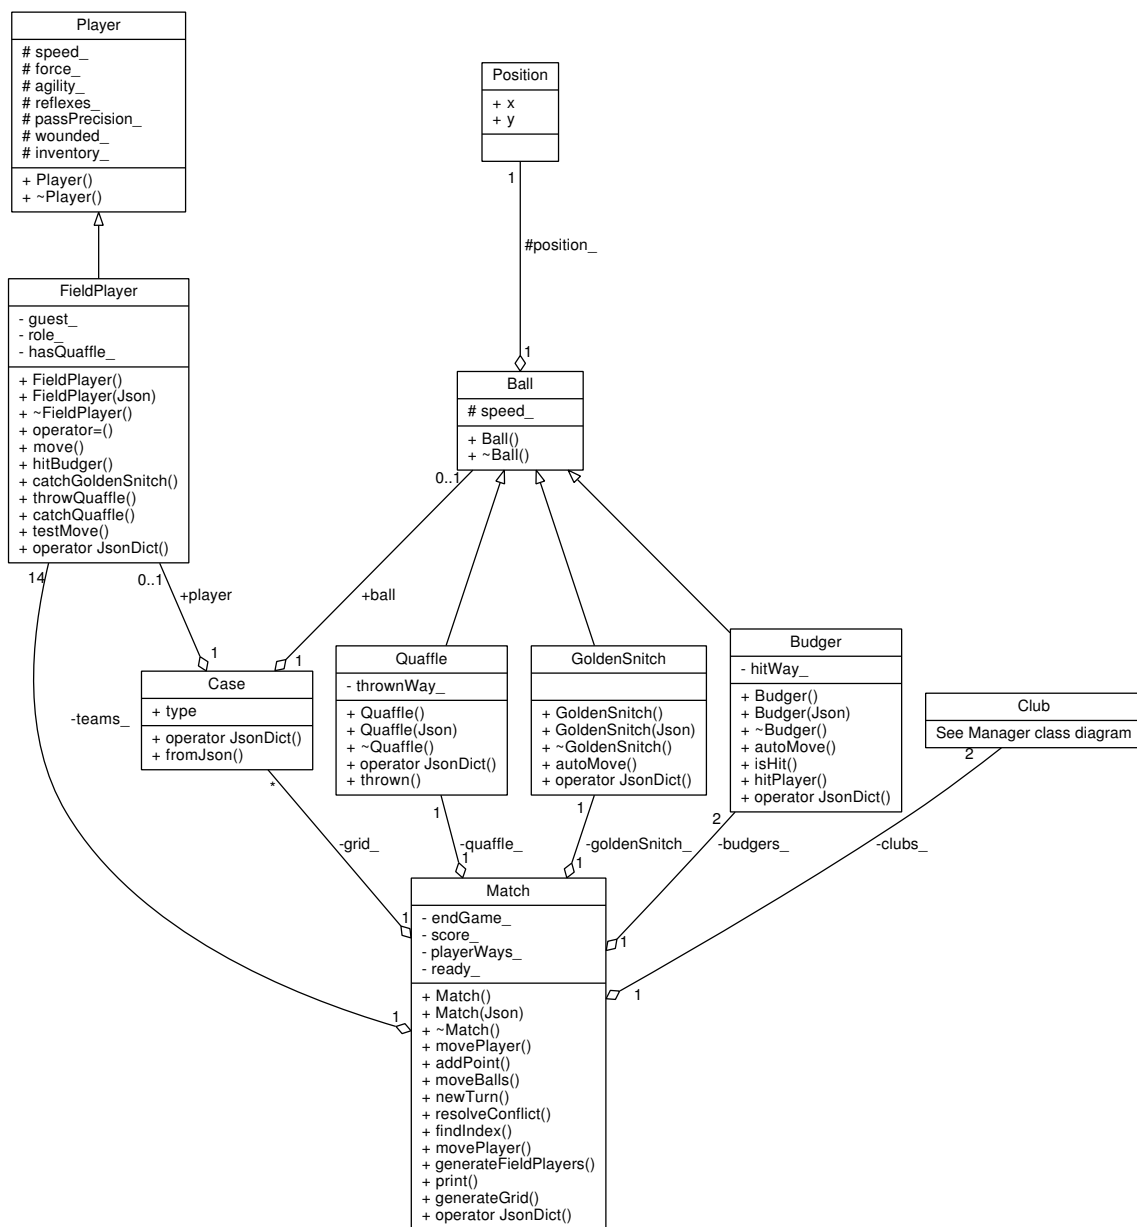 Player
# speed_
# force_
# agility_
# reflexes_
# passPrecision_
# wounded_
# inventory_
+ Player()
+ ~Player()
Position
+ x
+ y
1
#position_
1
FieldPlayer
- guest_
- role_
- hasQuaffle_
+ FieldPlayer()
+ FieldPlayer(Json)
+ ~FieldPlayer()
+ operator=()
+ move()
+ hitBudger()
+ catchGoldenSnitch()
+ throwQuaffle()
+ catchQuaffle()
+ testMove()
+ operator JsonDict()
Ball
# speed_
+ Ball()
+ ~Ball()
0..1
14
0..1
+player
+ball
1
1
Case
+ type
+ operator JsonDict()
+ fromJson()
Quaffle
- thrownWay_
+ Quaffle()
+ Quaffle(Json)
+ ~Quaffle()
+ operator JsonDict()
+ thrown()
GoldenSnitch
+ GoldenSnitch()
+ GoldenSnitch(Json)
+ ~GoldenSnitch()
+ autoMove()
+ operator JsonDict()
Budger
- hitWay_
+ Budger()
+ Budger(Json)
+ ~Budger()
+ autoMove()
+ isHit()
+ hitPlayer()
+ operator JsonDict()
Club
See Manager class diagram
-teams_
*
1
1
2
2
-grid_
-quaffle_
-goldenSnitch_
-budgers_
-clubs_
1
1
1
1
1
1
Match
- endGame_
- score_
- playerWays_
- ready_
+ Match()
+ Match(Json)
+ ~Match()
+ movePlayer()
+ addPoint()
+ moveBalls()
+ newTurn()
+ resolveConflict()
+ findIndex()
+ movePlayer()
+ generateFieldPlayers()
+ print()
+ generateGrid()
+ operator JsonDict()